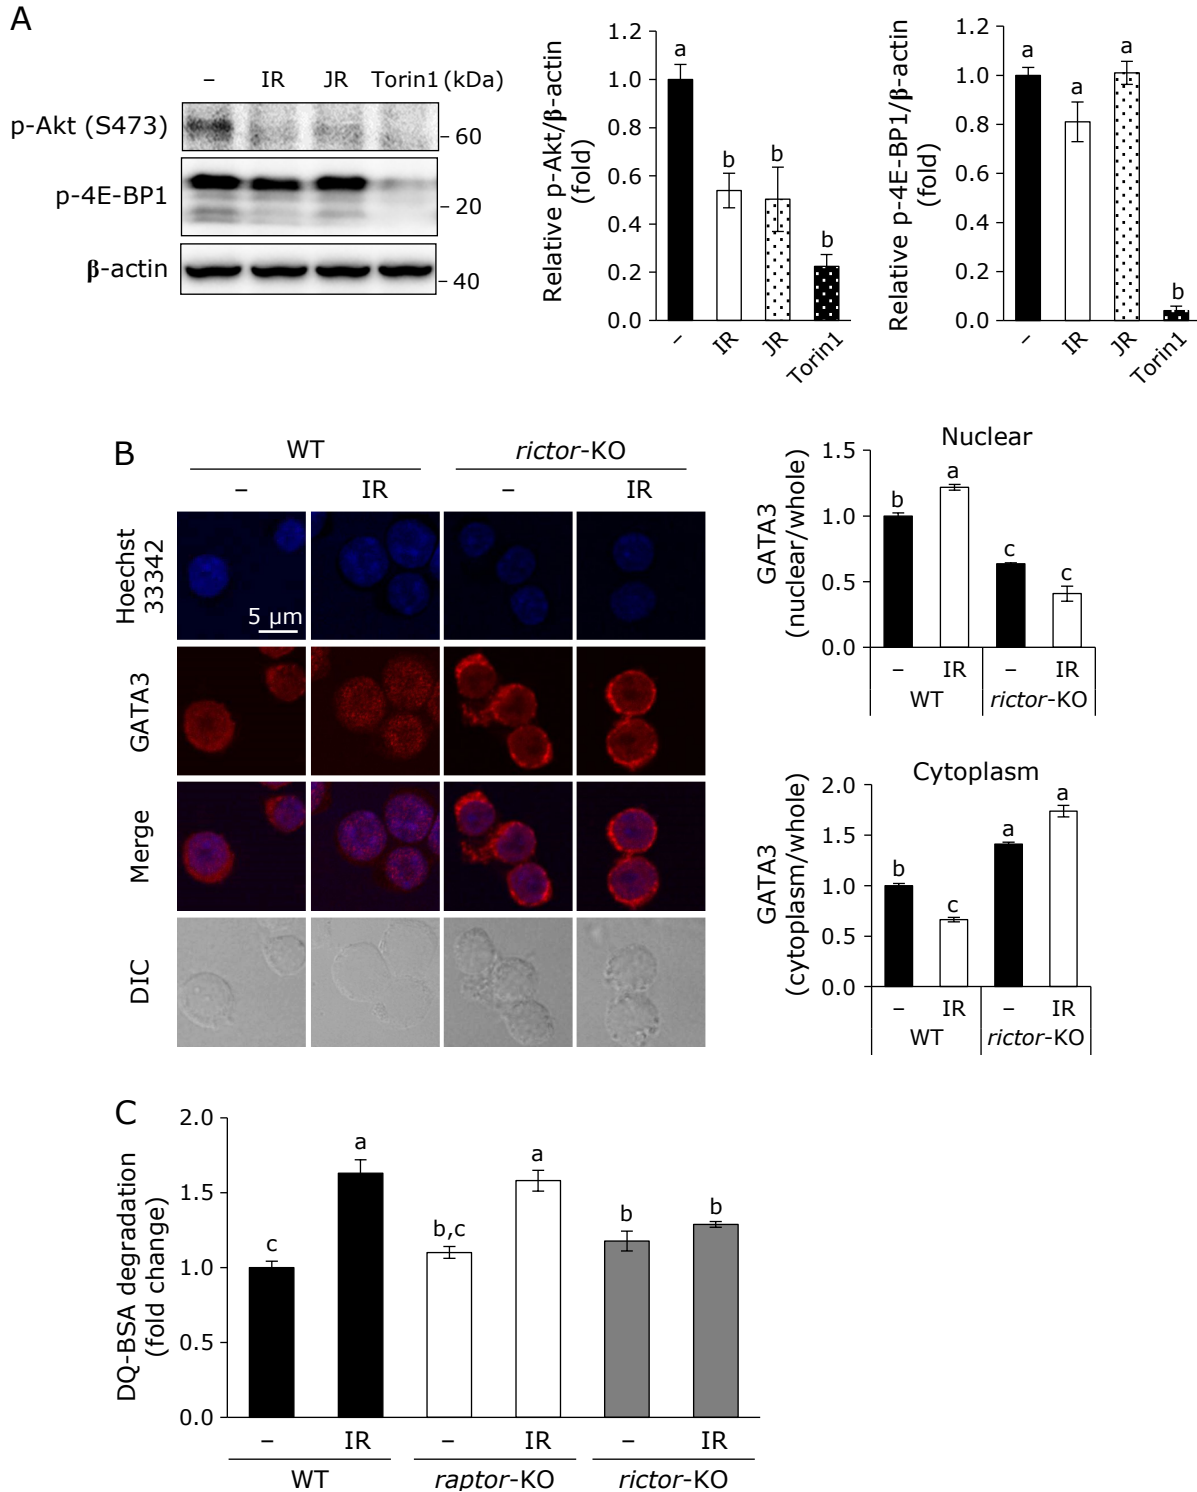 A
– IR JR Torin1 (kDa)
p-Akt (S473)
60
p-4E-BP1
20
β-actin
40
Relative p-Akt/β-actin
(fold)
1.2
1.0
0.8
0.6
0.4
0.2
0.0
a
b
b
b
– IR JR Torin1
Relative p-4E-BP1/β-actin
(fold)
1.2
1.0
0.8
0.6
0.4
0.2
0.0
a
a
a
b
– IR JR Torin1
B
WT rictor-KO
– IR – IR
Hoechst
33342
5 μm
GATA3
Merge
DIC
Nuclear
GATA3
(nuclear/whole)
1.5
1.0
0.5
0.0
b
a
c
c
– IR – IR
WT rictor-KO
Cytoplasm
GATA3
(cytoplasm/whole)
2.0
1.5
1.0
0.5
0.0
b
c
a
a
– IR – IR
WT rictor-KO
C
DQ-BSA degradation
(fold change)
2.0
1.5
1.0
0.5
0.0
c
a
b,c
a
b
b
– IR – IR – IR
WT raptor-KO rictor-KO